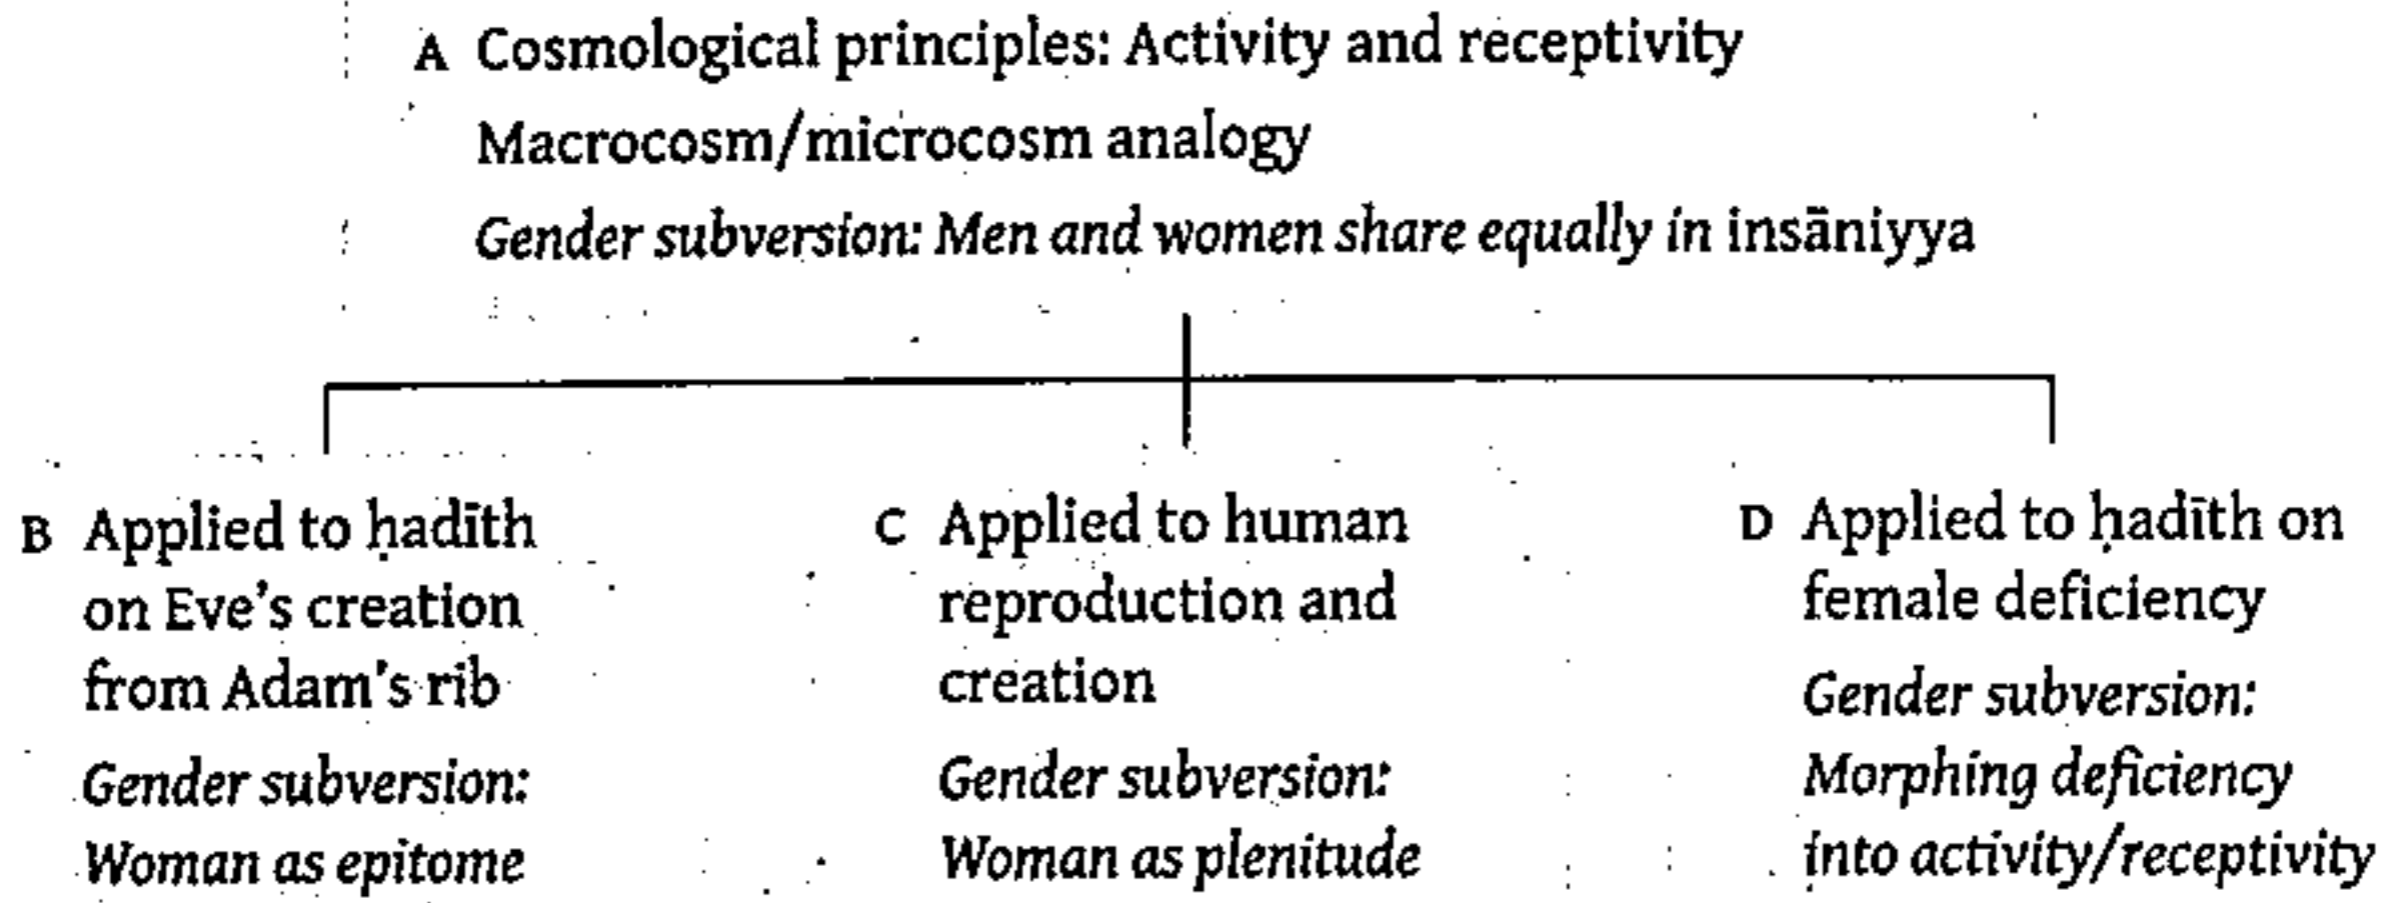 A Cosmological principles: Activity and receptivity
Macrocosm/microcosm analogy
Gender subversion: Men and women share equally in insāniyya
B Applied to ḥadīth
on Eve's creation
from Adam's rib
Gender subversion:
Woman as epitome
C Applied to human
reproduction and
creation
Gender subversion:
Woman as plenitude
D Applied to ḥadīth on
female deficiency
Gender subversion:
Morphing deficiency
into activity/receptivity